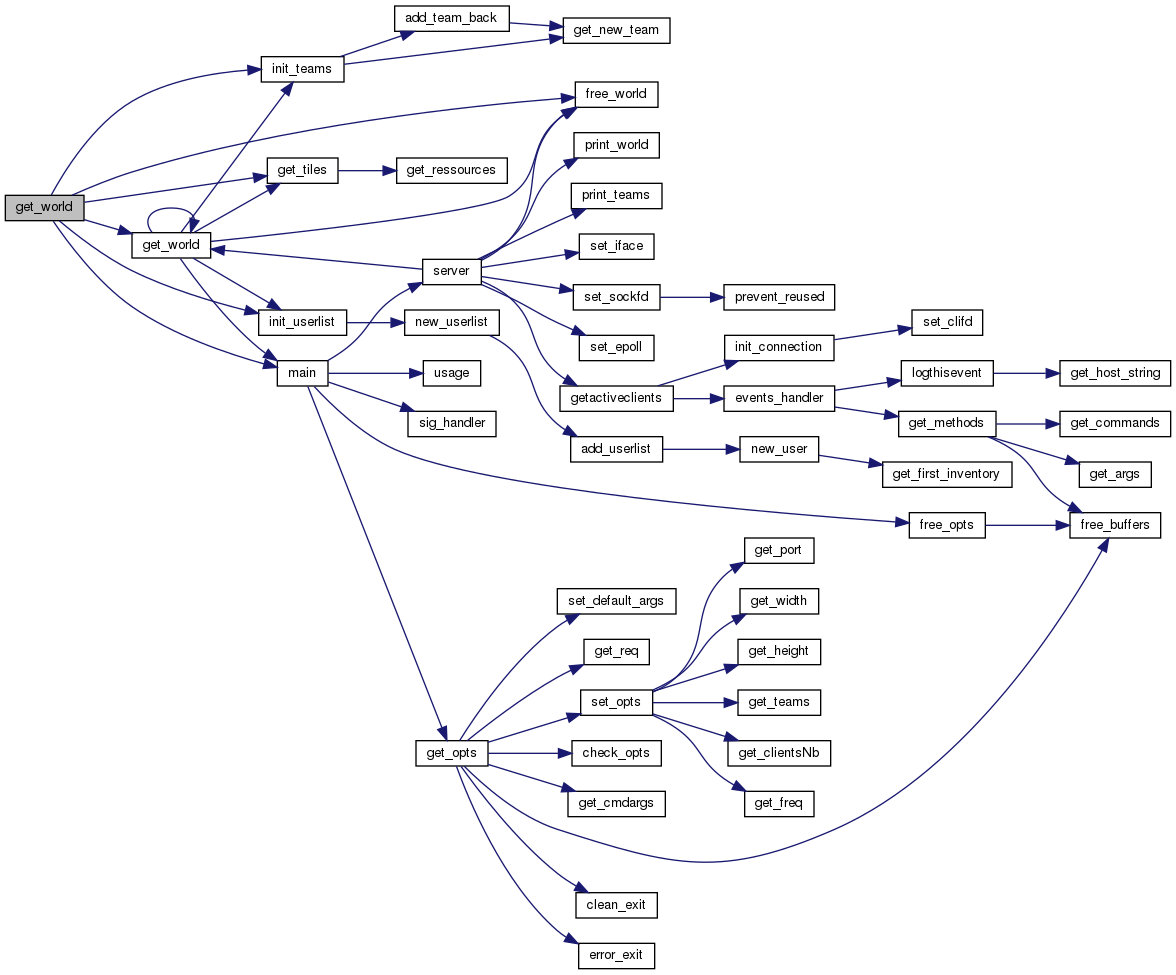 add_team_back
get_new_team
init_teams
free_world
print_world
get_tiles
get_ressources
print_teams
get_world
get_world
set_iface
server
set_sockfd
prevent_reused
init_userlist
new_userlist
set_clifd
set_epoll
init_connection
main
usage
logthisevent
get_host_string
getactiveclients
events_handler
sig_handler
get_methods
get_commands
add_userlist
new_user
get_first_inventory
get_args
free_opts
free_buffers
get_port
set_default_args
get_width
get_req
get_height
set_opts
get_teams
get_opts
check_opts
get_clientsNb
get_cmdargs
get_freq
clean_exit
error_exit